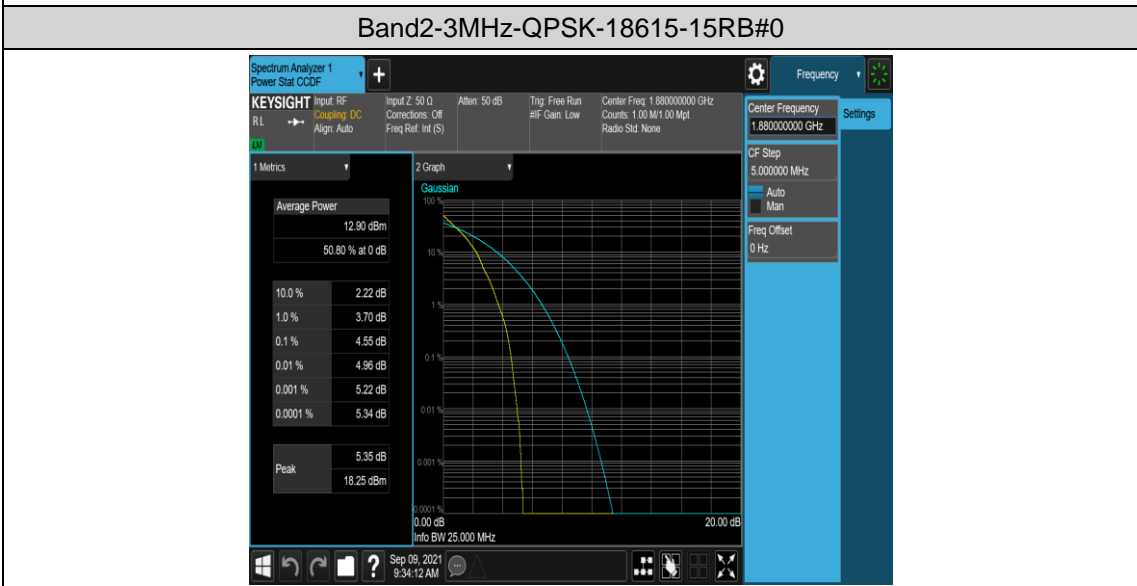 Band2-3MHz-QPSK-18615-15RB#0
Spectrum Analyzer 1
Power Stat CCDF
+
Frequency
KEYSIGHT
RL
LXI
Input: RF
Coupling: DC
Align: Auto
Input Z: 50 Ω
Corrections: Off
Freq Ref: Int (S)
Atten: 50 dB
Trig: Free Run
#IF Gain: Low
Center Freq: 1.880000000 GHz
Counts: 1.00 M/1.00 Mpt
Radio Std: None
Center Frequency
1.880000000 GHz
Settings
CF Step
5.000000 MHz
Auto
Man
Freq Offset
0 Hz
1 Metrics
Average Power
12.90 dBm
50.80 % at 0 dB
10.0 % 2.22 dB
1.0 % 3.70 dB
0.1 % 4.55 dB
0.01 % 4.96 dB
0.001 % 5.22 dB
0.0001 % 5.34 dB
Peak 5.35 dB
18.25 dBm
2 Graph
Gaussian
100 %
10 %
1 %
0.1 %
0.01 %
0.001 %
0.0001 %
0.00 dB 20.00 dB
Info BW 25.000 MHz
?
Sep 09, 2021
9:34:12 AM